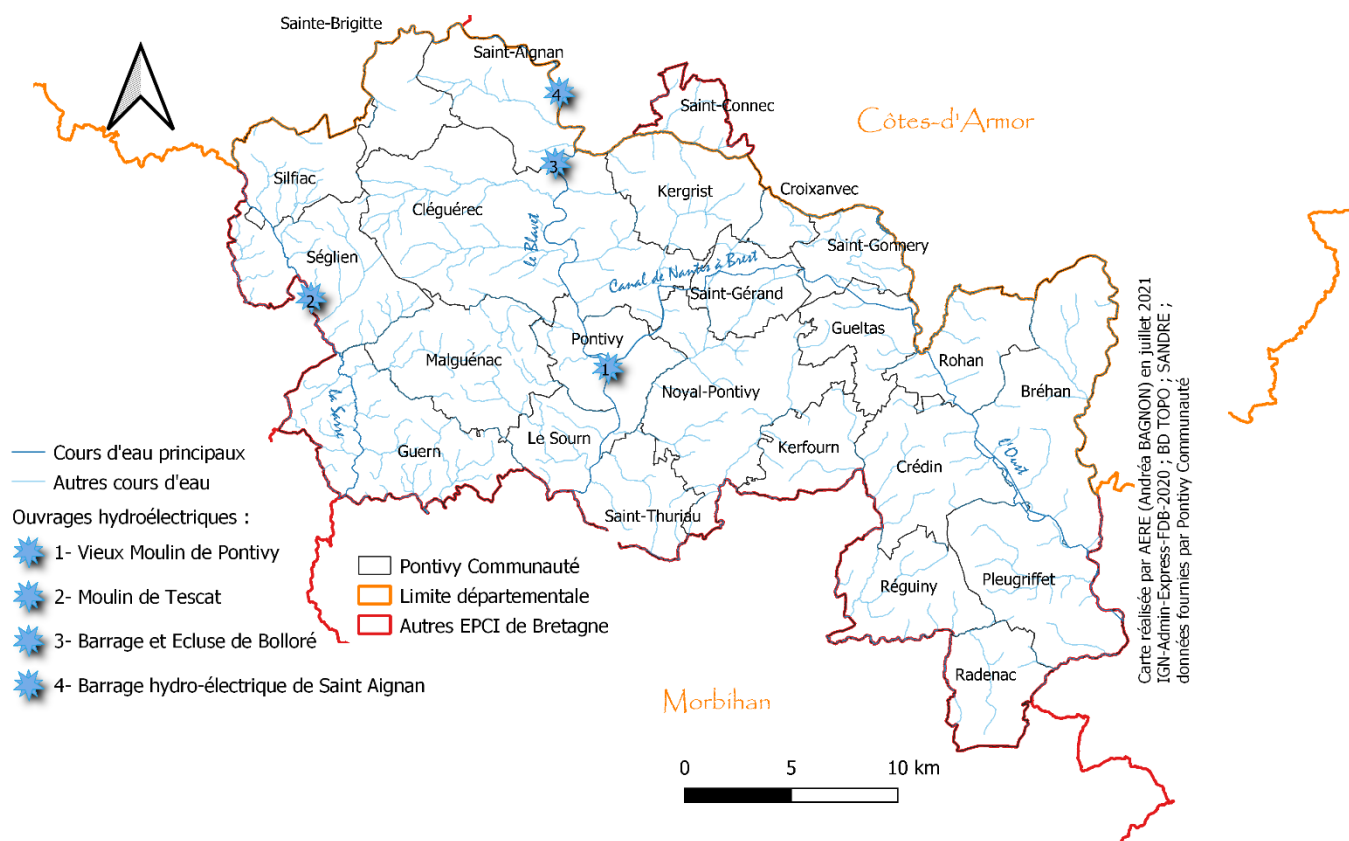 Sainte-Brigitte
Saint-Aignan
4
Saint-Connec
Côtes-d'Armor
3
Silfiac
Kergrist
Croixanvec
Cléguérec
le Blavet
Saint-Gonnery
Séglien
Canal de Nantes à Brest
2
Saint-Gérand
Gueltas
Pontivy
Malguénac
1
Rohan
Noyal-Pontivy
Bréhan
la Sarre
Le Sourn
Kerfourn
Guern
Crédin
l'Oust
Saint-Thuriau
Réguiny
Pleugriffet
Radenac
Morbihan
Cours d'eau principaux
Autres cours d'eau
Ouvrages hydroélectriques :
1- Vieux Moulin de Pontivy
2- Moulin de Tescat
3- Barrage et Ecluse de Bolloré
4- Barrage hydro-électrique de Saint Aignan
Pontivy Communauté
Limite départementale
Autres EPCI de Bretagne
0 5 10 km
Carte réalisée par AERE (Andréa BAGNON) en juillet 2021
IGN-Admin-Express-FDB-2020 ; BD TOPO ; SANDRE ;
données fournies par Pontivy Communauté